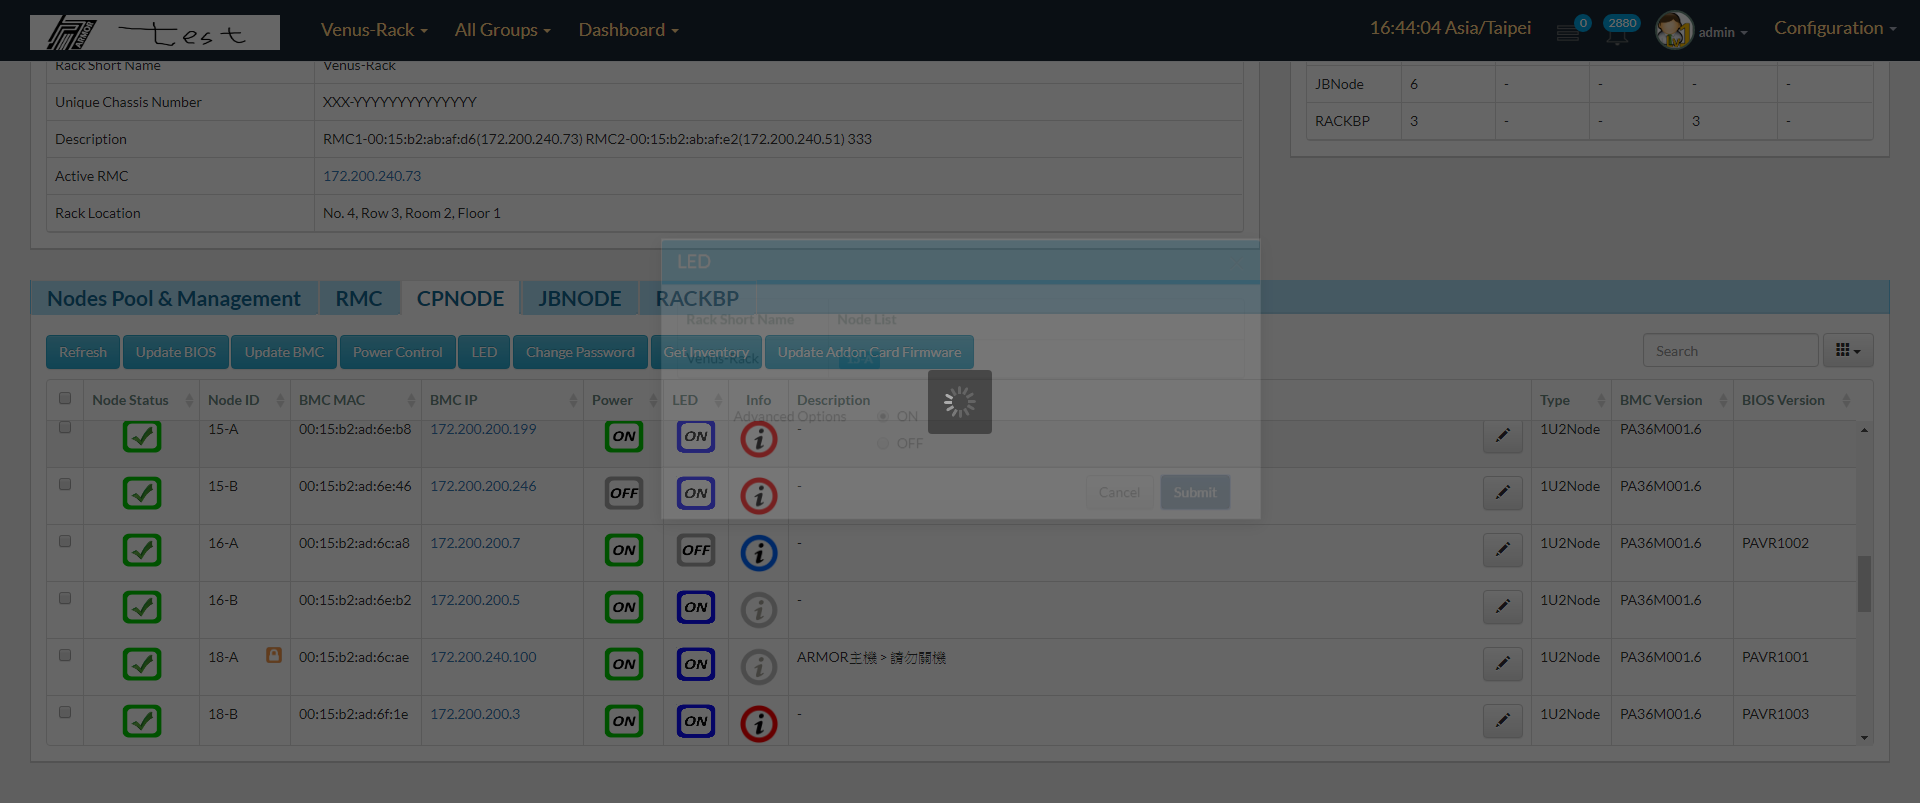 ARMOR test Venus-Rack All Groups Dashboard 16:44:04 Asia/Taipei 0 2880 admin Configuration
Rack Short Name Venus-Rack
Unique Chassis Number XXX-YYYYYYYYYYYYYY
Description RMC1-00:15:b2:ab:af:d6(172.200.240.73) RMC2-00:15:b2:ab:af:e2(172.200.240.51) 333
Active RMC 172.200.240.73
Rack Location No. 4, Row 3, Room 2, Floor 1
JBNode 6 - - - -
RACKBP 3 - - 3 -
Nodes Pool & Management RMC CPNODE JBNODE RACKBP
Refresh Update BIOS Update BMC Power Control LED Change Password Get Inventory Update Addon Card Firmware Search
Node Status Node ID BMC MAC BMC IP Power LED Info Description Type BMC Version BIOS Version
15-A 00:15:b2:ad:6e:b8 172.200.200.199 ON ON i - 1U2Node PA36M001.6
15-B 00:15:b2:ad:6e:46 172.200.200.246 OFF ON i - 1U2Node PA36M001.6
16-A 00:15:b2:ad:6c:a8 172.200.200.7 ON OFF i - 1U2Node PA36M001.6 PAVR1002
16-B 00:15:b2:ad:6e:b2 172.200.200.5 ON ON i - 1U2Node PA36M001.6
18-A 00:15:b2:ad:6c:ae 172.200.240.100 ON ON i ARMOR主機 > 請勿關機 1U2Node PA36M001.6 PAVR1001
18-B 00:15:b2:ad:6f:1e 172.200.200.3 ON ON i - 1U2Node PA36M001.6 PAVR1003
LED
Rack Short Name Node List
Venus-Rack 15-A
Advanced Options ON
OFF
Cancel Submit